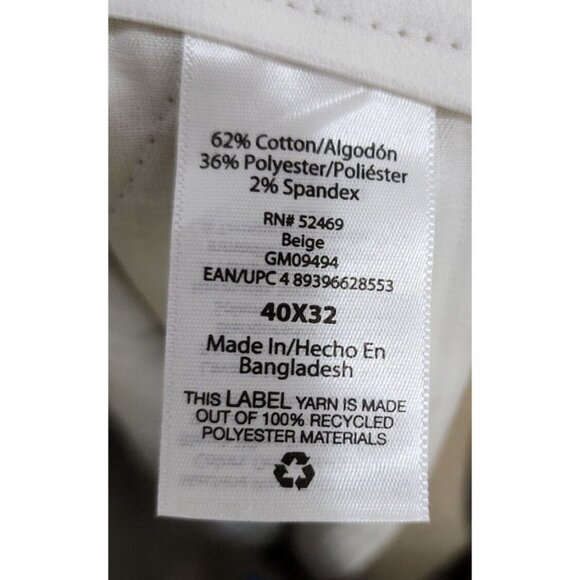 62% Cotton/Algodón
36% Polyester/Poliéster
2% Spandex
RN# 52469
Beige
GM09494
EAN/UPC 4 89396628553
40X32
Made In/Hecho En
Bangladesh
THIS LABEL YARN IS MADE
OUT OF 100% RECYCLED
POLYESTER MATERIALS